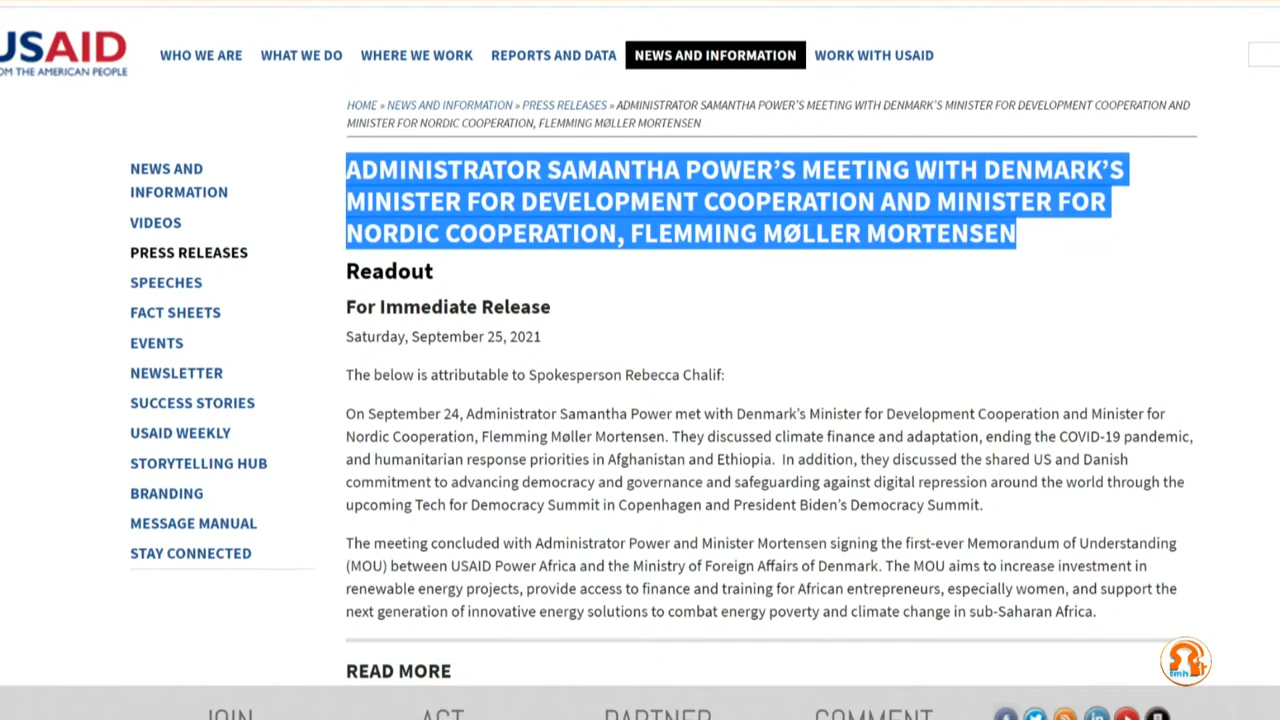 USAID
OM THE AMERICAN PEOPLE
WHO WE ARE WHAT WE DO WHERE WE WORK REPORTS AND DATA NEWS AND INFORMATION WORK WITH USAID
HOME » NEWS AND INFORMATION » PRESS RELEASES » ADMINISTRATOR SAMANTHA POWER'S MEETING WITH DENMARK'S MINISTER FOR DEVELOPMENT COOPERATION AND
MINISTER FOR NORDIC COOPERATION, FLEMMING MØLLER MORTENSEN
NEWS AND
INFORMATION
VIDEOS
PRESS RELEASES
SPEECHES
FACT SHEETS
EVENTS
NEWSLETTER
SUCCESS STORIES
USAID WEEKLY
STORYTELLING HUB
BRANDING
MESSAGE MANUAL
STAY CONNECTED
ADMINISTRATOR SAMANTHA POWER’S MEETING WITH DENMARK’S
MINISTER FOR DEVELOPMENT COOPERATION AND MINISTER FOR
NORDIC COOPERATION, FLEMMING MØLLER MORTENSEN
Readout
For Immediate Release
Saturday, September 25, 2021
The below is attributable to Spokesperson Rebecca Chalif:
On September 24, Administrator Samantha Power met with Denmark’s Minister for Development Cooperation and Minister for
Nordic Cooperation, Flemming Møller Mortensen. They discussed climate finance and adaptation, ending the COVID-19 pandemic,
and humanitarian response priorities in Afghanistan and Ethiopia. In addition, they discussed the shared US and Danish
commitment to advancing democracy and governance and safeguarding against digital repression around the world through the
upcoming Tech for Democracy Summit in Copenhagen and President Biden’s Democracy Summit.
The meeting concluded with Administrator Power and Minister Mortensen signing the first-ever Memorandum of Understanding
(MOU) between USAID Power Africa and the Ministry of Foreign Affairs of Denmark. The MOU aims to increase investment in
renewable energy projects, provide access to finance and training for African entrepreneurs, especially women, and support the
next generation of innovative energy solutions to combat energy poverty and climate change in sub-Saharan Africa.
READ MORE
tmh
JOIN ACT PARTNER COMMENT